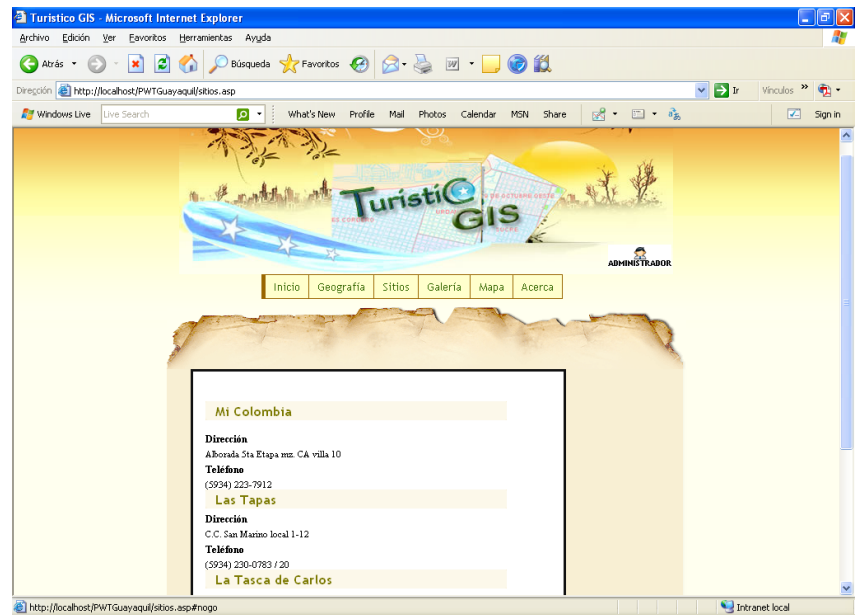 Turistico GIS - Microsoft Internet Explorer
Archivo Edición Ver Favoritos Herramientas Ayuda
Atrás Búsqueda Favoritos
Dirección http://localhost/PWTGuayaquil/sitios.asp Ir Vínculos
Windows Live Live Search What's New Profile Mail Photos Calendar MSN Share Sign in
TuristiC
GIS
ADMINISTRADOR
Inicio Geografía Sitios Galería Mapa Acerca
Mi Colombia
Dirección
Alborada 5ta Etapa mz. CA villa 10
Teléfono
(5934) 223-7912
Las Tapas
Dirección
C.C. San Marino local 1-12
Teléfono
(5934) 230-0783 / 20
La Tasca de Carlos
http://localhost/PWTGuayaquil/sitios.asp#nogo Intranet local